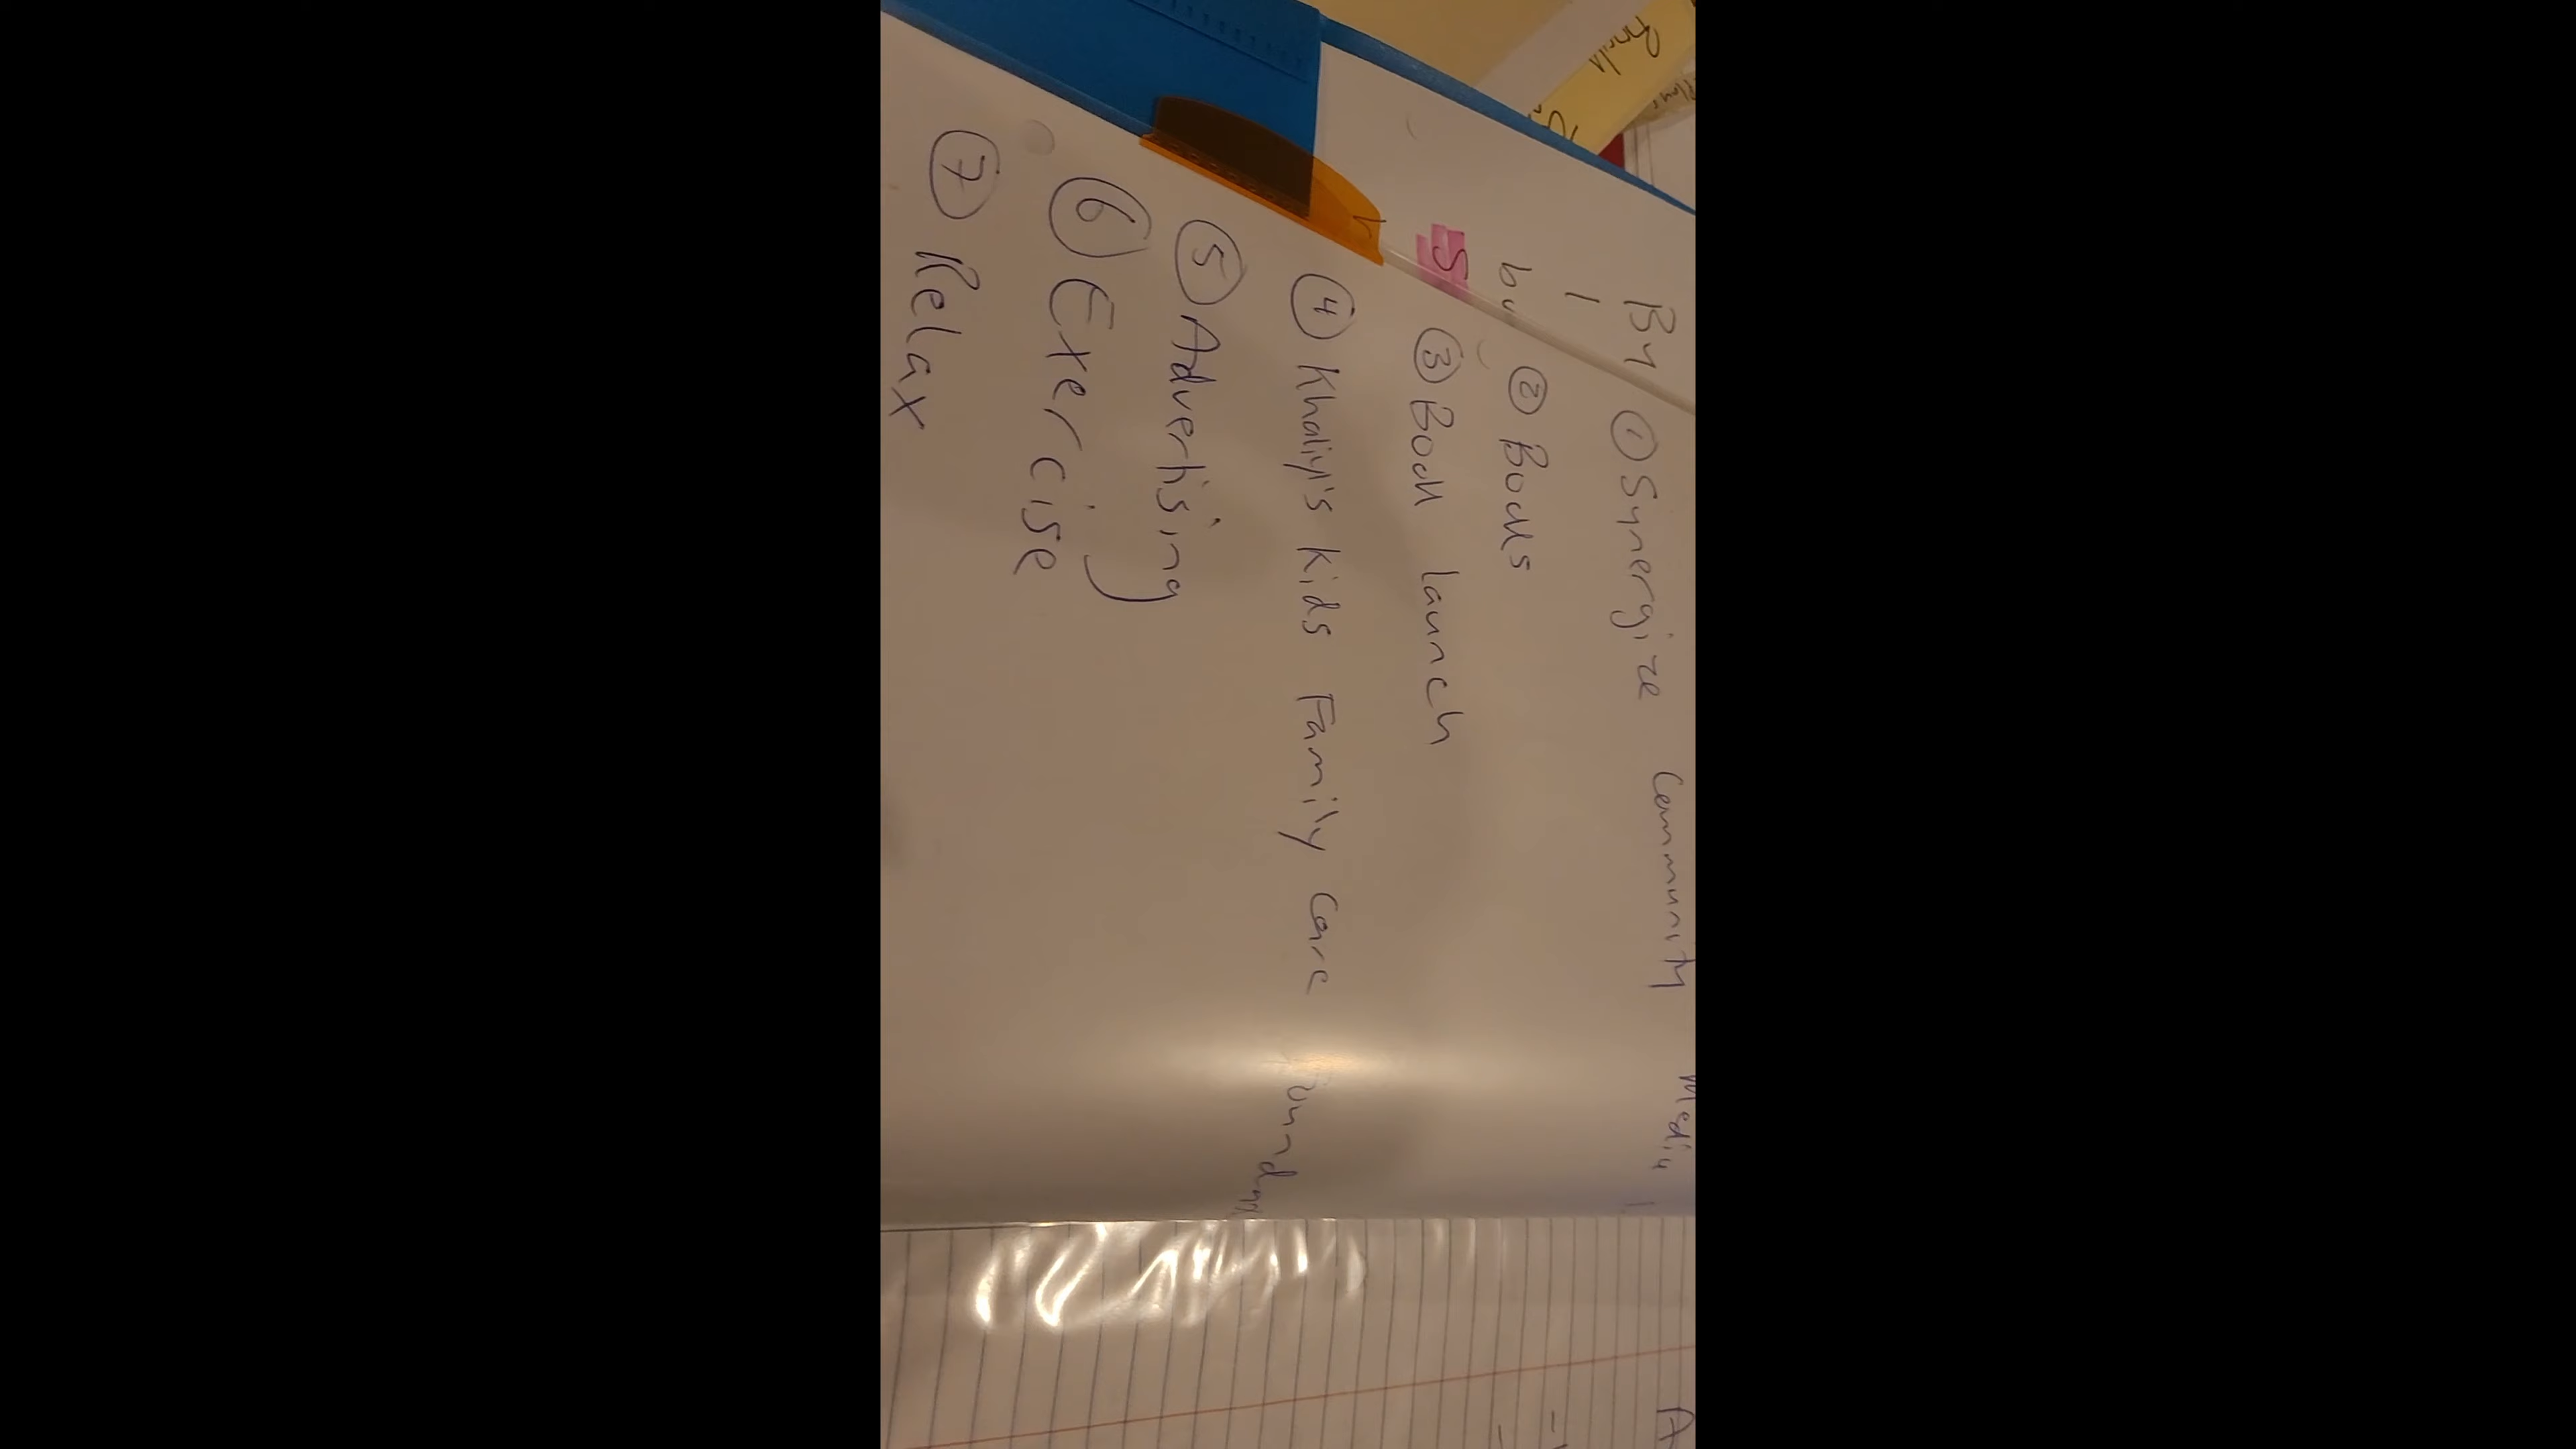 ① Synergize Community Media
② Books
③ Book launch
④ Khaliyl's Kids Family Care
⑤ Advertising
⑥ Exercise
⑦ Relax
By